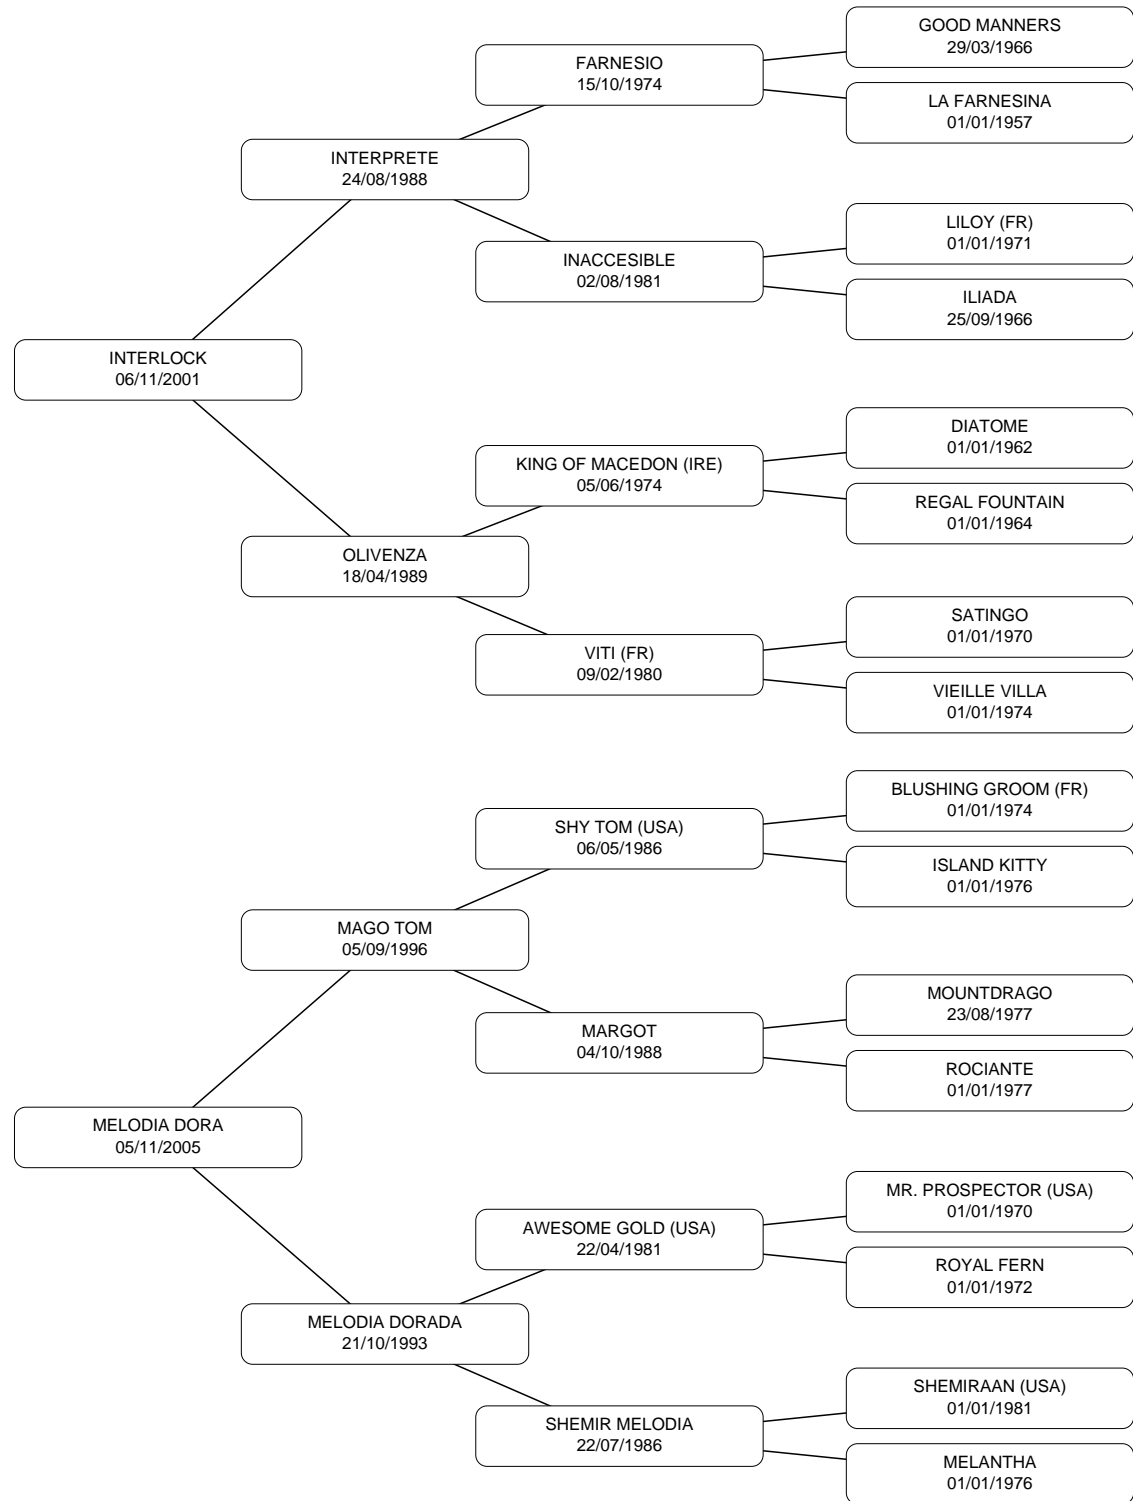 GOOD MANNERS
29/03/1966
FARNESIO
15/10/1974
LA FARNESINA
01/01/1957
INTERPRETE
24/08/1988
LILOY (FR)
01/01/1971
INACCESIBLE
02/08/1981
ILIADA
25/09/1966
INTERLOCK
06/11/2001
DIATOME
01/01/1962
KING OF MACEDON (IRE)
05/06/1974
REGAL FOUNTAIN
01/01/1964
OLIVENZA
18/04/1989
SATINGO
01/01/1970
VITI (FR)
09/02/1980
VIEILLE VILLA
01/01/1974
BLUSHING GROOM (FR)
01/01/1974
SHY TOM (USA)
06/05/1986
ISLAND KITTY
01/01/1976
MAGO TOM
05/09/1996
MOUNTDRAGO
23/08/1977
MARGOT
04/10/1988
ROCIANTE
01/01/1977
MELODIA DORA
05/11/2005
MR. PROSPECTOR (USA)
01/01/1970
AWESOME GOLD (USA)
22/04/1981
ROYAL FERN
01/01/1972
MELODIA DORADA
21/10/1993
SHEMIRAAN (USA)
01/01/1981
SHEMIR MELODIA
22/07/1986
MELANTHA
01/01/1976